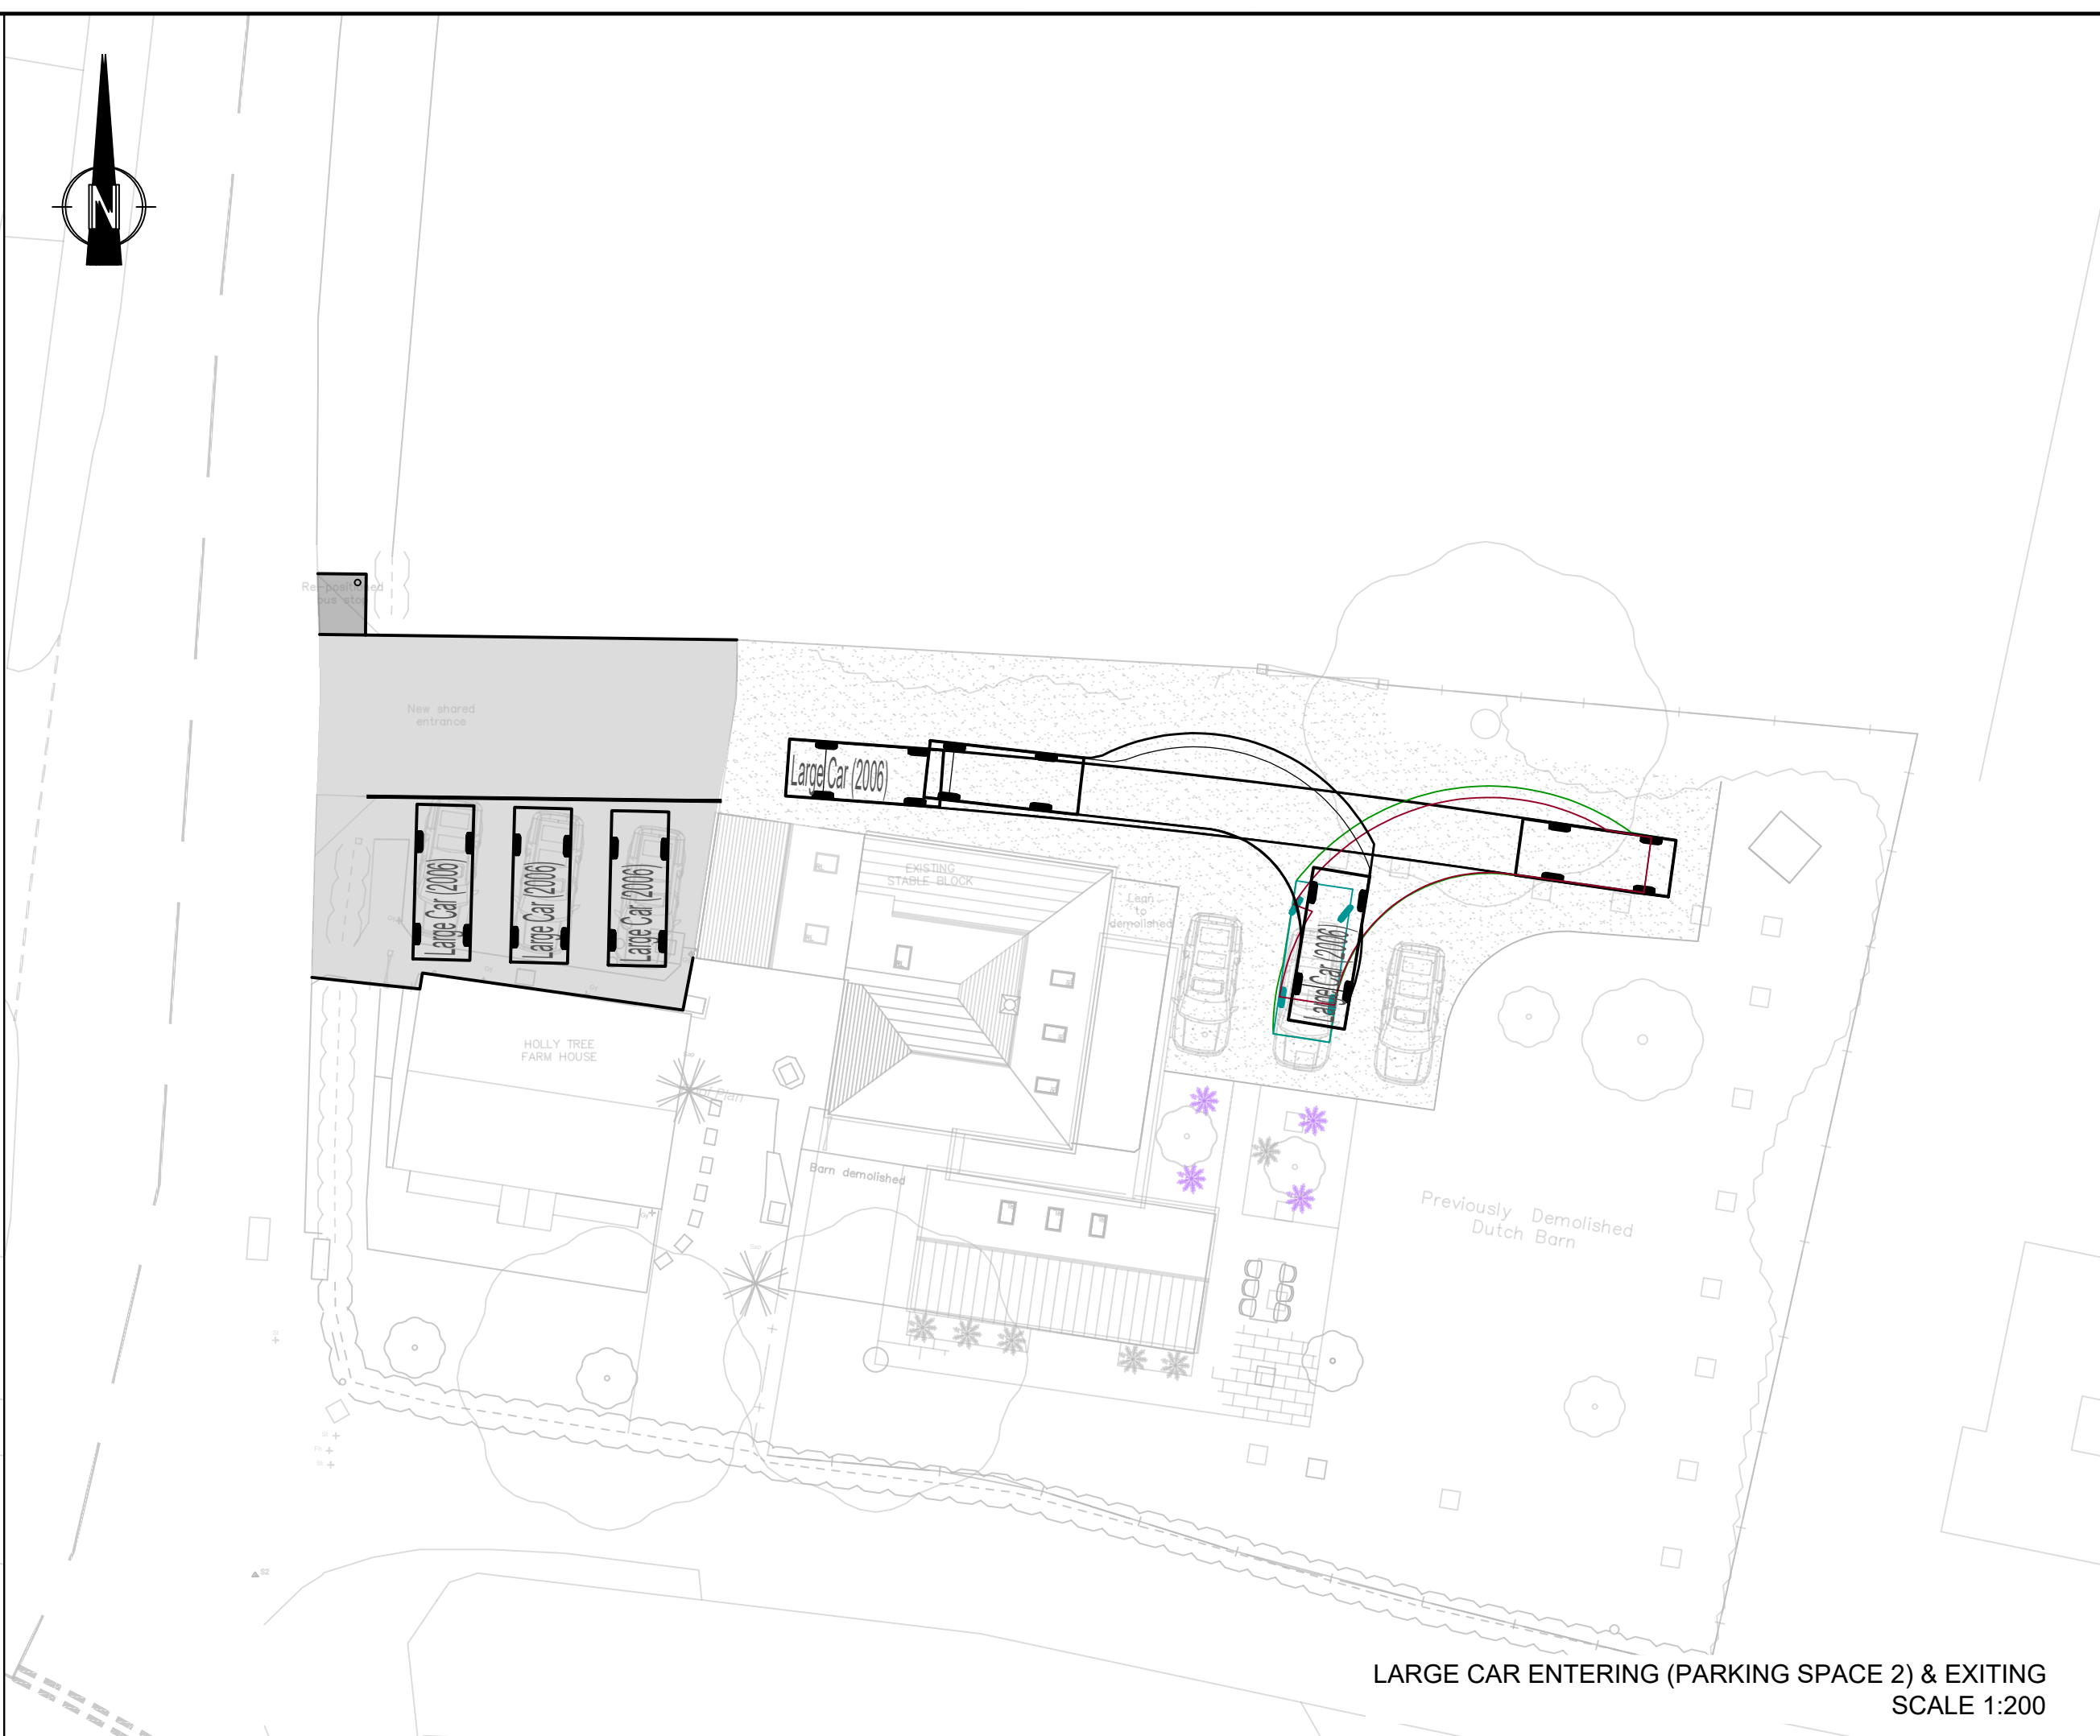 N
Re-positioned
bus stop
New shared
entrance
Large Car (2006)
Large Car (2006)
Large Car (2006)
Large Car (2006)
Large Car (2006)
EXISTING
STABLE BLOCK
Lean
to
demolished
HOLLY TREE
FARM HOUSE
Plan
Barn demolished
Previously Demolished
Dutch Barn
S2
LARGE CAR ENTERING (PARKING SPACE 2) & EXITING
SCALE 1:200